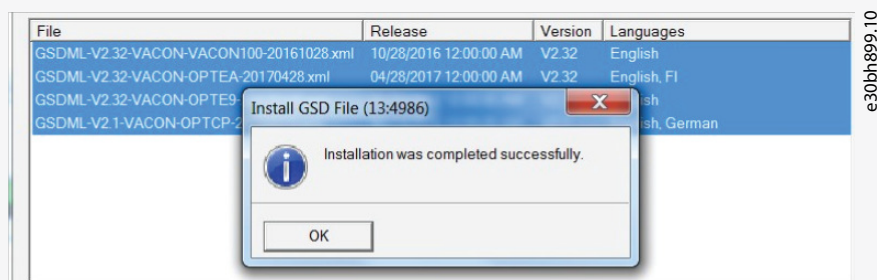 File Release Version Languages
GSDML-V2.32-VACON-VACON100-20161028.xml 10/28/2016 12:00:00 AM V2.32 English
GSDML-V2.32-VACON-OPTEA-20170428.xml 04/28/2017 12:00:00 AM V2.32 English, FI
GSDML-V2.32-VACON-OPTE9-
GSDML-V2.1-VACON-OPTCP-2 ish, German
Install GSD File (13:4986)
Installation was completed successfully.
OK
e30bh899.10